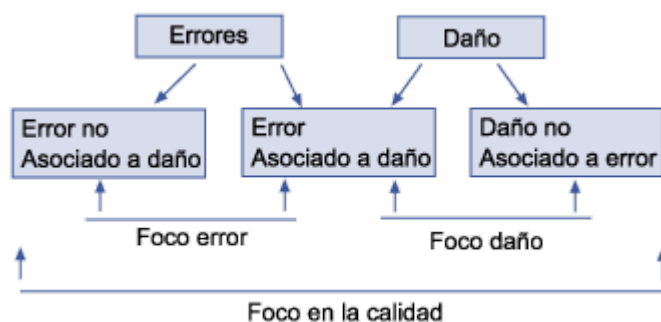 Errores
Daño
Error no
Asociado a daño
Error
Asociado a daño
Daño no
Asociado a error
Foco error
Foco daño
Foco en la calidad